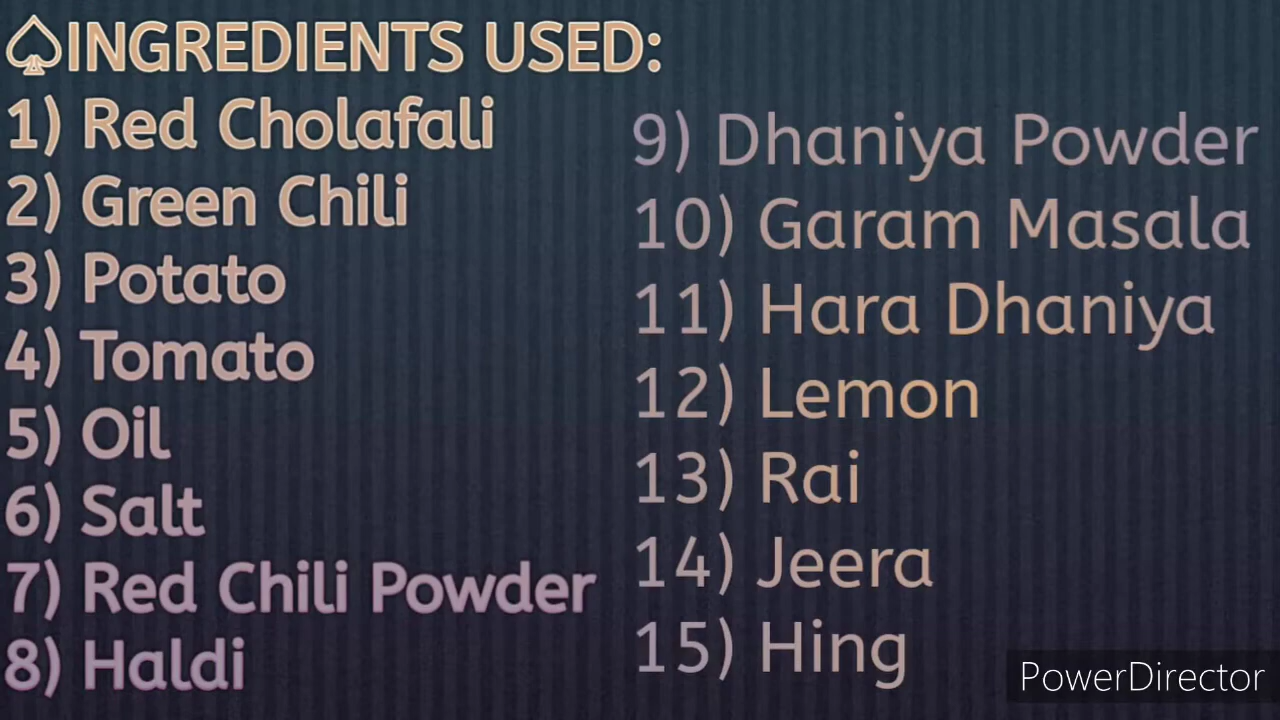 ♤INGREDIENTS USED:
1) Red Cholafali
2) Green Chili
3) Potato
4) Tomato
5) Oil
6) Salt
7) Red Chili Powder
8) Haldi
9) Dhaniya Powder
10) Garam Masala
11) Hara Dhaniya
12) Lemon
13) Rai
14) Jeera
15) Hing
PowerDirector